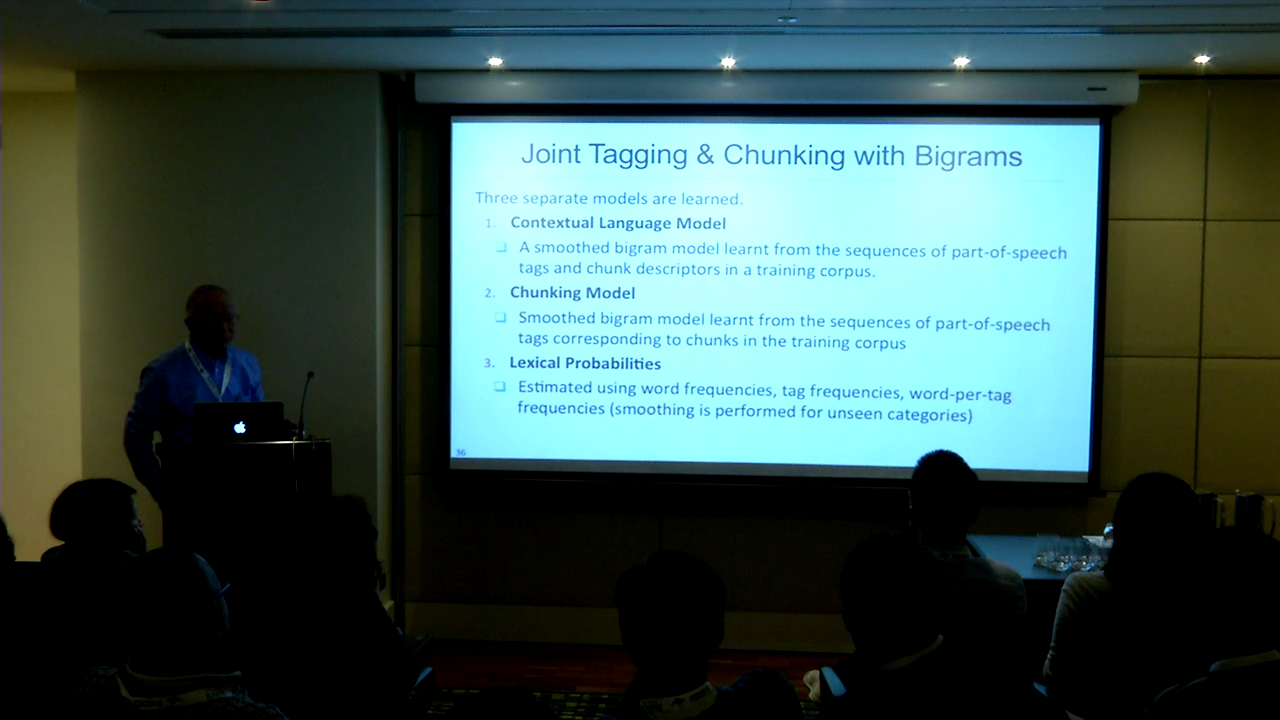 Joint Tagging & Chunking with Bigrams
Three separate models are learned.
1. Contextual Language Model
❑ A smoothed bigram model learnt from the sequences of part-of-speech
tags and chunk descriptors in a training corpus.
2. Chunking Model
❑ Smoothed bigram model learnt from the sequences of part-of-speech
tags corresponding to chunks in the training corpus
3. Lexical Probabilities
❑ Estimated using word frequencies, tag frequencies, word-per-tag
frequencies (smoothing is performed for unseen categories)
36